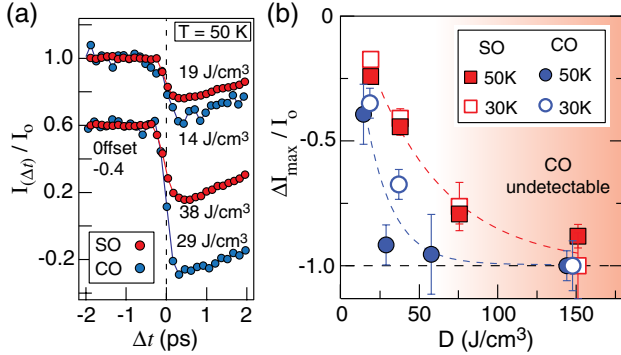 (a)
T = 50 K
1.0
0.6
0.2
-0.2
I(Δt) / Io
19 J/cm³
14 J/cm³
Offset
-0.4
38 J/cm³
29 J/cm³
SO
CO
-2 -1 0 1 2
Δt (ps)
(b)
0
-0.5
-1.0
ΔImax / Io
SO CO
50K 50K
30K 30K
CO
undetectable
0 50 100 150
D (J/cm³)